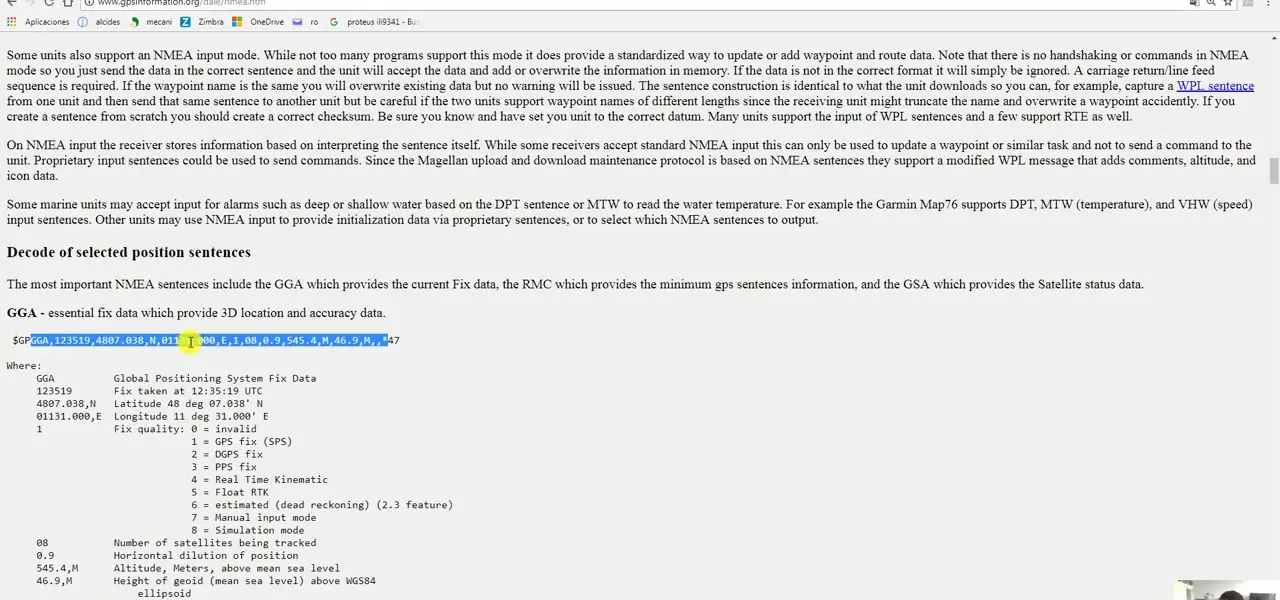 www.gpsinformation.org/dale/nmea.htm
Aplicaciones alcides mecani Zimbra OneDrive ro proteus ili9341 - Bu
Some units also support an NMEA input mode. While not too many programs support this mode it does provide a standardized way to update or add waypoint and route data. Note that there is no handshaking or commands in NMEA
mode so you just send the data in the correct sentence and the unit will accept the data and add or overwrite the information in memory. If the data is not in the correct format it will simply be ignored. A carriage return/line feed
sequence is required. If the waypoint name is the same you will overwrite existing data but no warning will be issued. The sentence construction is identical to what the unit downloads so you can, for example, capture a WPL sentence
from one unit and then send that same sentence to another unit but be careful if the two units support waypoint names of different lengths since the receiving unit might truncate the name and overwrite a waypoint accidently. If you
create a sentence from scratch you should create a correct checksum. Be sure you know and have set you unit to the correct datum. Many units support the input of WPL sentences and a few support RTE as well.
On NMEA input the receiver stores information based on interpreting the sentence itself. While some receivers accept standard NMEA input this can only be used to update a waypoint or similar task and not to send a command to the
unit. Proprietary input sentences could be used to send commands. Since the Magellan upload and download maintenance protocol is based on NMEA sentences they support a modified WPL message that adds comments, altitude, and
icon data.
Some marine units may accept input for alarms such as deep or shallow water based on the DPT sentence or MTW to read the water temperature. For example the Garmin Map76 supports DPT, MTW (temperature), and VHW (speed)
input sentences. Other units may use NMEA input to provide initialization data via proprietary sentences, or to select which NMEA sentences to output.
Decode of selected position sentences
The most important NMEA sentences include the GGA which provides the current Fix data, the RMC which provides the minimum gps sentences information, and the GSA which provides the Satellite status data.
GGA - essential fix data which provide 3D location and accuracy data.
$GPGGA,123519,4807.038,N,01131.000,E,1,08,0.9,545.4,M,46.9,M,,*47
Where:
GGA Global Positioning System Fix Data
123519 Fix taken at 12:35:19 UTC
4807.038,N Latitude 48 deg 07.038' N
01131.000,E Longitude 11 deg 31.000' E
1 Fix quality: 0 = invalid
1 = GPS fix (SPS)
2 = DGPS fix
3 = PPS fix
4 = Real Time Kinematic
5 = Float RTK
6 = estimated (dead reckoning) (2.3 feature)
7 = Manual input mode
8 = Simulation mode
08 Number of satellites being tracked
0.9 Horizontal dilution of position
545.4,M Altitude, Meters, above mean sea level
46.9,M Height of geoid (mean sea level) above WGS84
ellipsoid